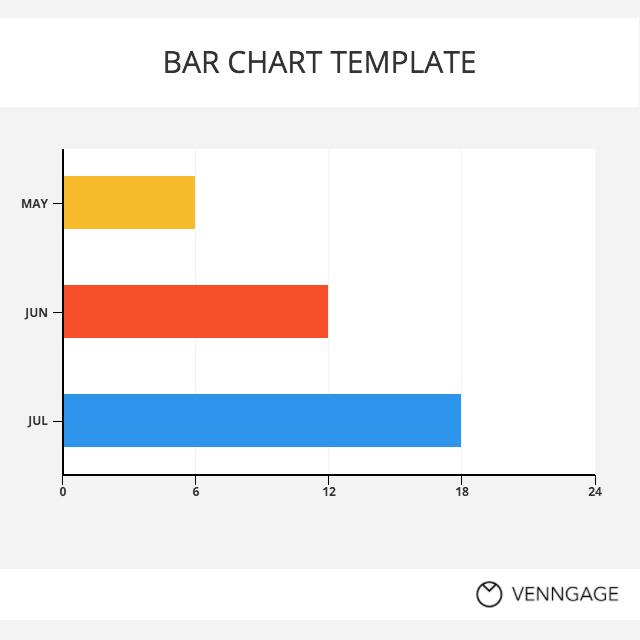 BAR CHART TEMPLATE
MAY
JUN
JUL
0 6 12 18 24
VENNGAGE